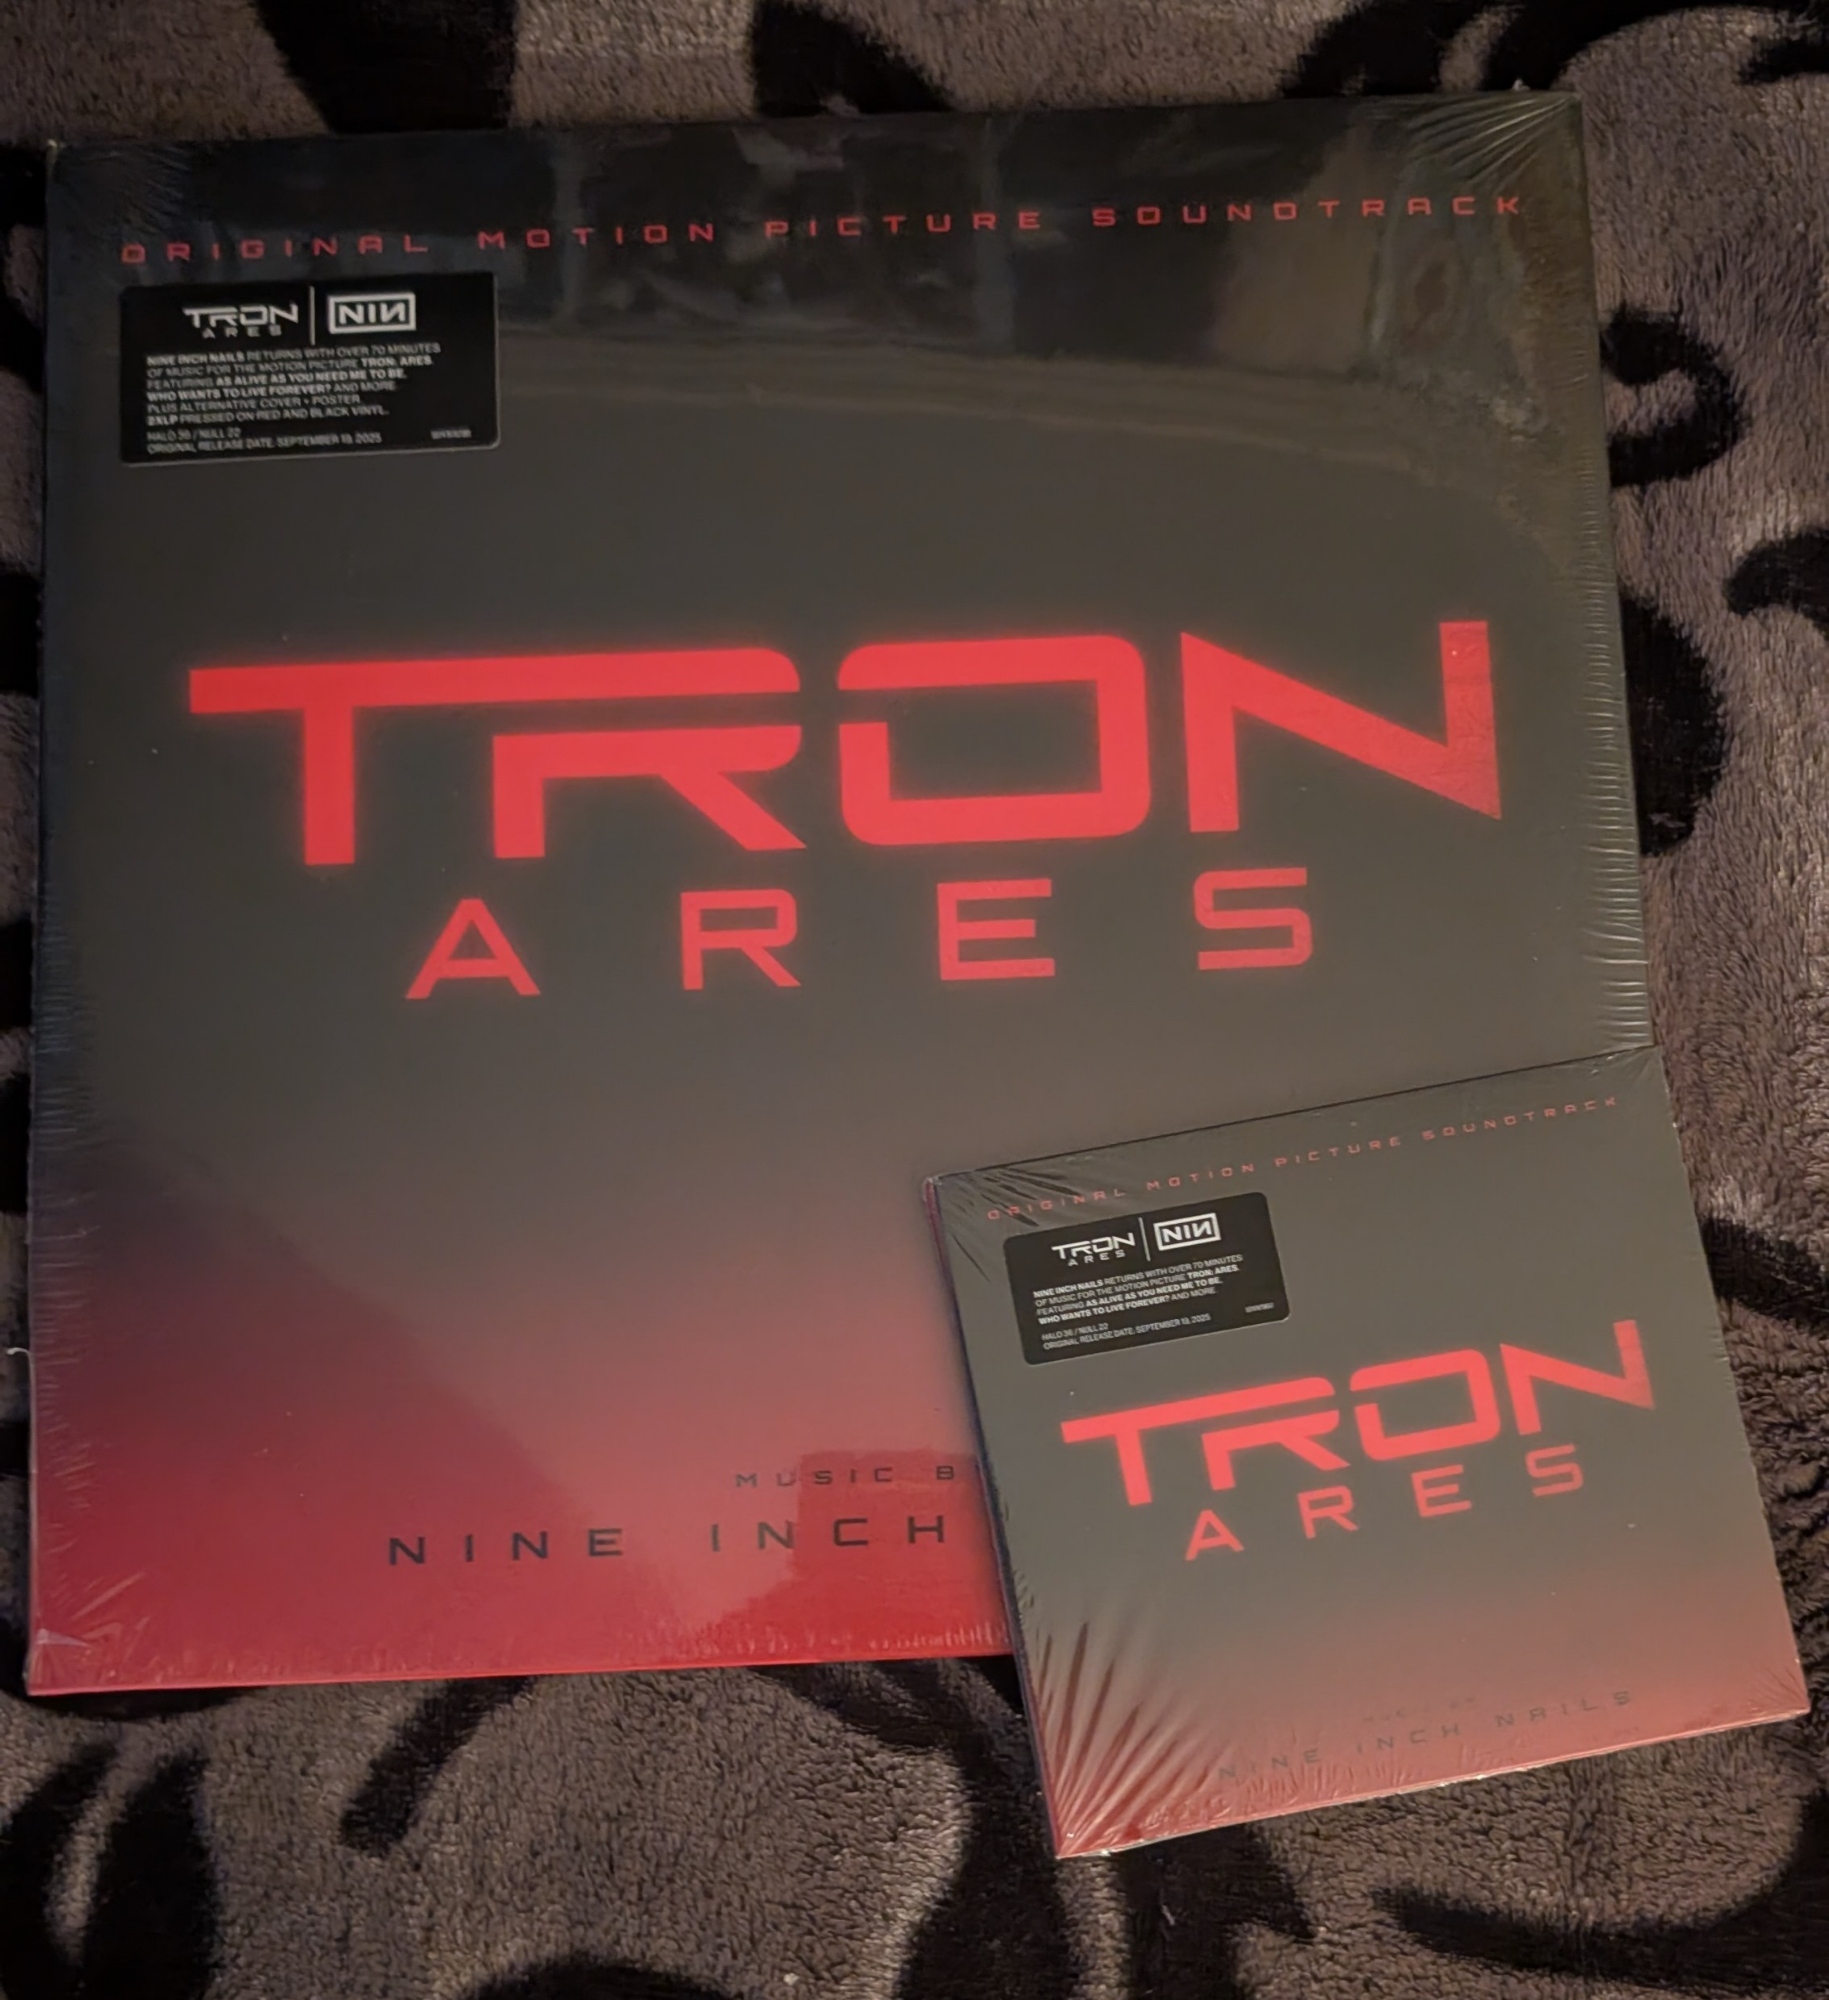 ORIGINAL MOTION PICTURE SOUNDTRACK
TRON
ARES
NIN
NINE INCH NAILS RETURNS WITH OVER 70 MINUTES
OF MUSIC FOR THE MOTION PICTURE TRON: ARES.
FEATURING AS ALIVE AS YOU NEED ME TO BE,
WHO WANTS TO LIVE FOREVER? AND MORE.
PLUS ALTERNATIVE COVER + POSTER.
2XLP PRESSED ON RED AND BLACK VINYL.
HALO 36 / NULL 22
ORIGINAL RELEASE DATE: SEPTEMBER 19, 2025
TRON
ARES
MUSIC B
NINE INCH
ORIGINAL MOTION PICTURE SOUNDTRACK
TRON
ARES
NIN
NINE INCH NAILS RETURNS WITH OVER 70 MINUTES
OF MUSIC FOR THE MOTION PICTURE TRON: ARES.
FEATURING AS ALIVE AS YOU NEED ME TO BE,
WHO WANTS TO LIVE FOREVER? AND MORE.
HALO 36 / NULL 22
ORIGINAL RELEASE DATE: SEPTEMBER 19, 2025
TRON
ARES
NINE INCH NAILS